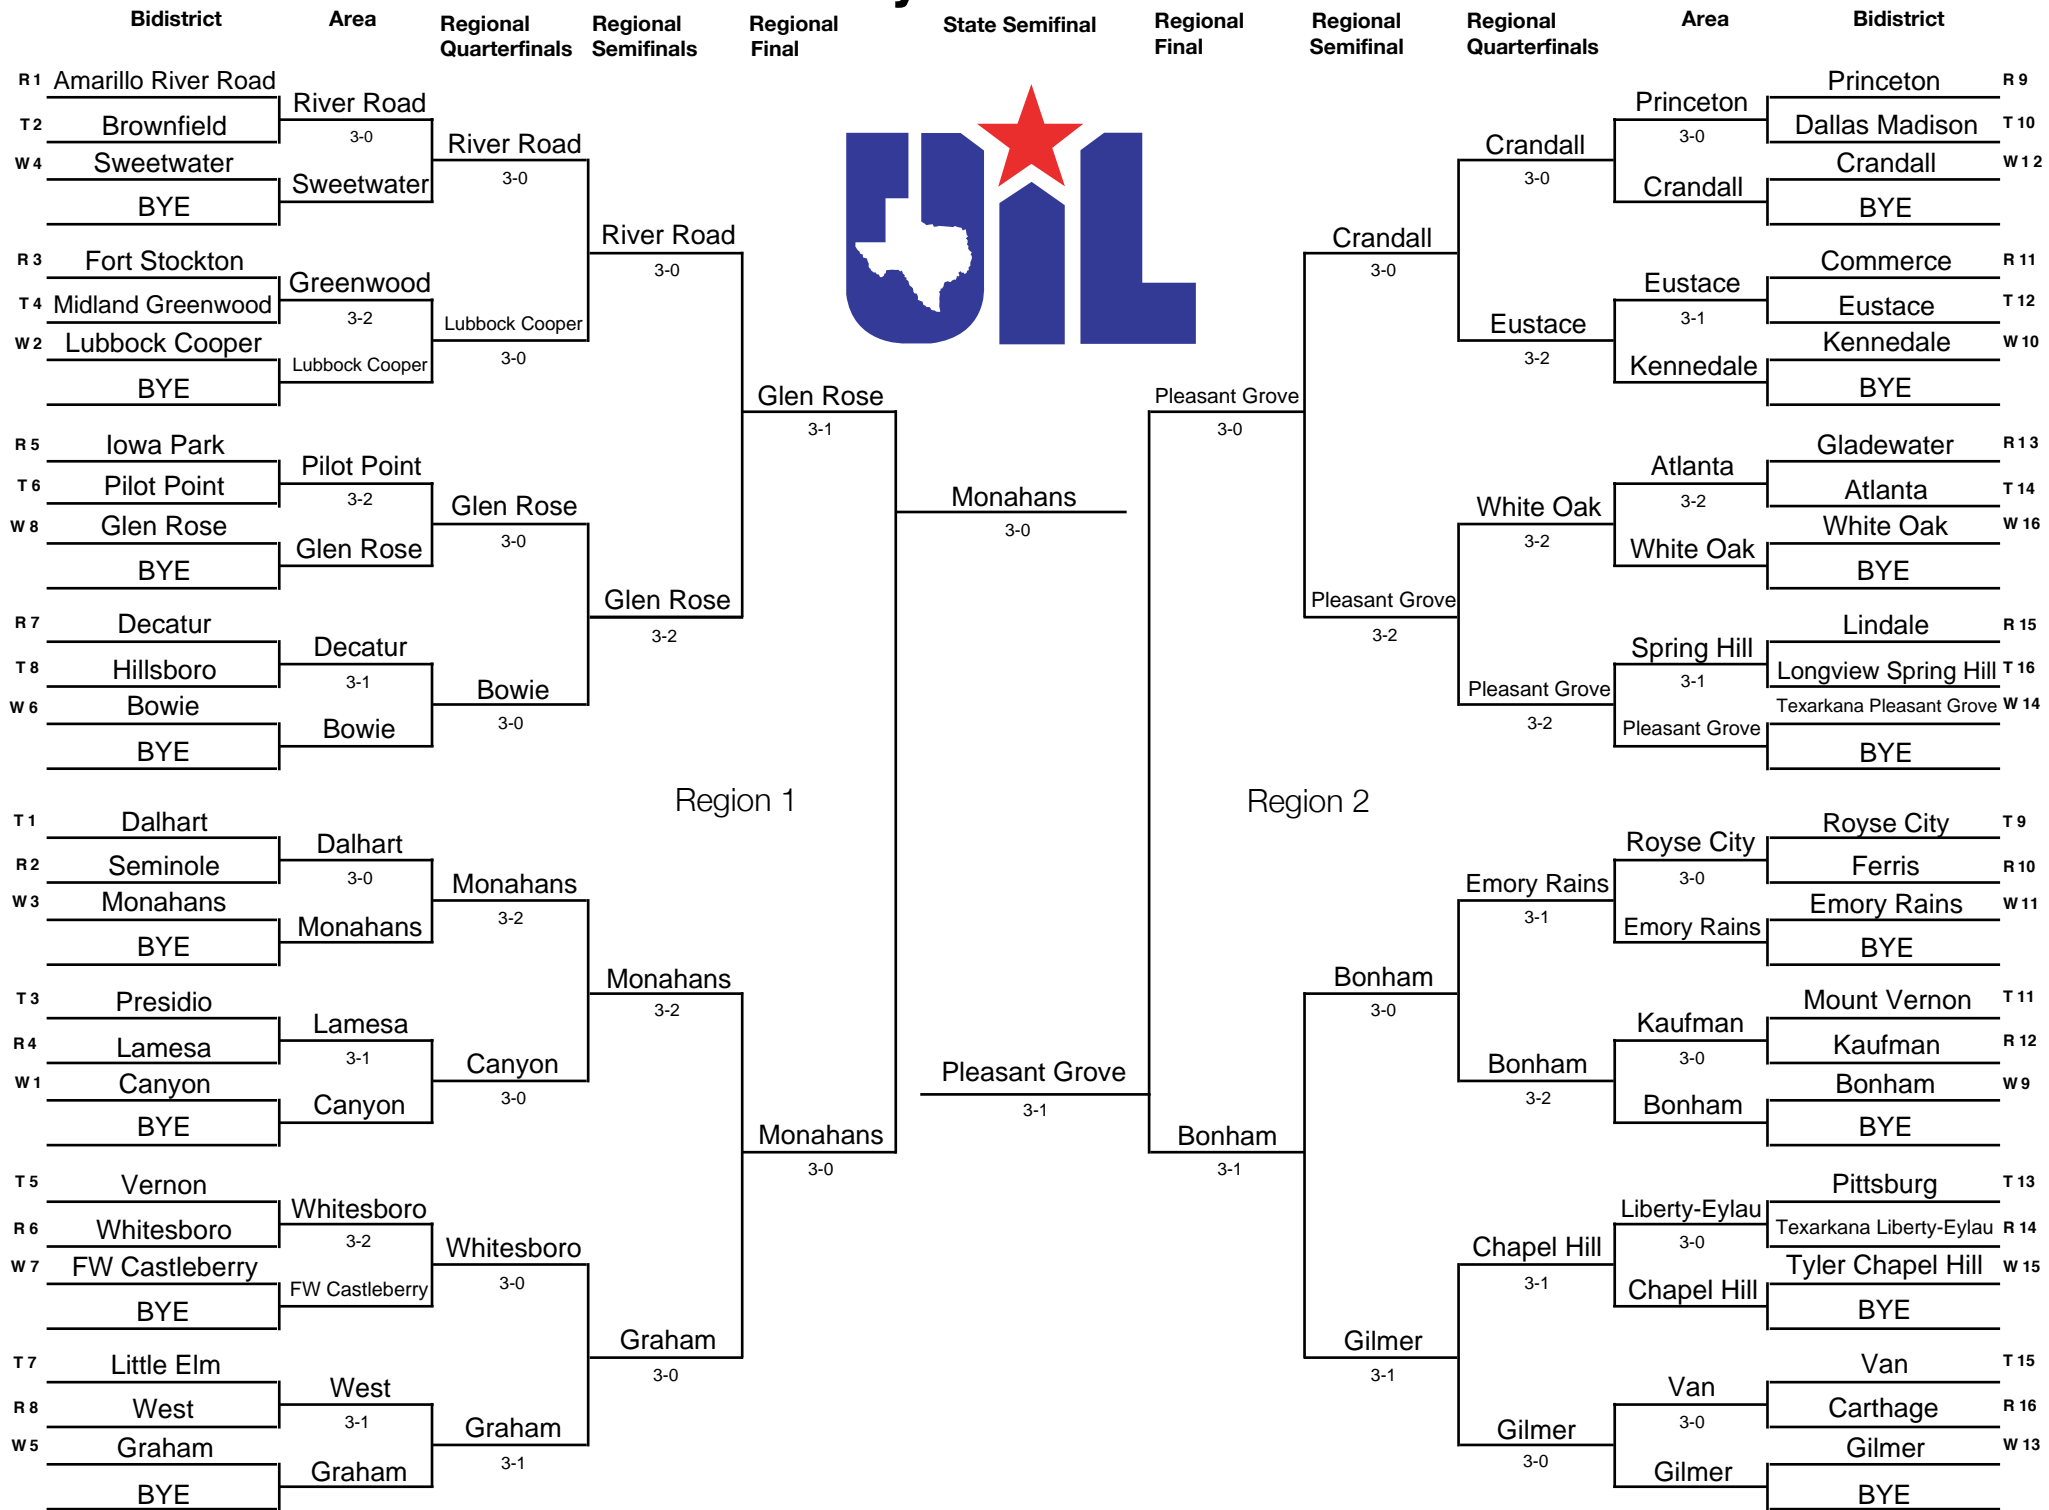 Bidistrict
Area
Regional
Quarterfinals
Regional
Semifinals
Regional
Final
State Semifinal
Regional
Final
Regional
Semifinal
Regional
Quarterfinals
Area
Bidistrict
R 1 Amarillo River Road
T 2 Brownfield
W 4 Sweetwater
BYE
R 3 Fort Stockton
T 4 Midland Greenwood
W 2 Lubbock Cooper
BYE
R 5 Iowa Park
T 6 Pilot Point
W 8 Glen Rose
BYE
R 7 Decatur
T 8 Hillsboro
W 6 Bowie
BYE
T 1 Dalhart
R 2 Seminole
W 3 Monahans
BYE
T 3 Presidio
R 4 Lamesa
W 1 Canyon
BYE
T 5 Vernon
R 6 Whitesboro
W 7 FW Castleberry
BYE
T 7 Little Elm
R 8 West
W 5 Graham
BYE
River Road
3-0
Sweetwater
Greenwood
3-2
Lubbock Cooper
Pilot Point
3-2
Glen Rose
Decatur
3-1
Bowie
Dalhart
3-0
Monahans
Lamesa
3-1
Canyon
Whitesboro
3-2
FW Castleberry
West
3-1
Graham
River Road
3-0
Lubbock Cooper
3-0
Glen Rose
3-0
Bowie
3-0
Monahans
3-2
Canyon
3-0
Whitesboro
3-0
Graham
3-1
River Road
3-0
Glen Rose
3-2
Region 1
Monahans
3-2
Graham
3-0
Glen Rose
3-1
Monahans
3-0
UIL
Monahans
3-0
Pleasant Grove
3-1
Pleasant Grove
3-0
Bonham
3-1
Crandall
3-0
Pleasant Grove
3-2
Region 2
Bonham
3-0
Gilmer
3-1
Crandall
3-0
Eustace
3-2
White Oak
3-2
Pleasant Grove
3-2
Emory Rains
3-1
Bonham
3-2
Chapel Hill
3-1
Gilmer
3-0
Princeton
3-0
Crandall
Eustace
3-1
Kennedale
Atlanta
3-2
White Oak
Spring Hill
3-1
Pleasant Grove
Royse City
3-0
Emory Rains
Kaufman
3-0
Bonham
Liberty-Eylau
3-0
Chapel Hill
Van
3-0
Gilmer
Princeton R 9
Dallas Madison T 10
Crandall W 1 2
BYE
Commerce R 11
Eustace T 12
Kennedale W 10
BYE
Gladewater R 1 3
Atlanta T 14
White Oak W 16
BYE
Lindale R 15
Longview Spring Hill T 16
Texarkana Pleasant Grove W 14
BYE
Royse City T 9
Ferris R 10
Emory Rains W 11
BYE
Mount Vernon T 11
Kaufman R 12
Bonham W 9
BYE
Pittsburg T 13
Texarkana Liberty-Eylau R 14
Tyler Chapel Hill W 15
BYE
Van T 15
Carthage R 16
Gilmer W 13
BYE